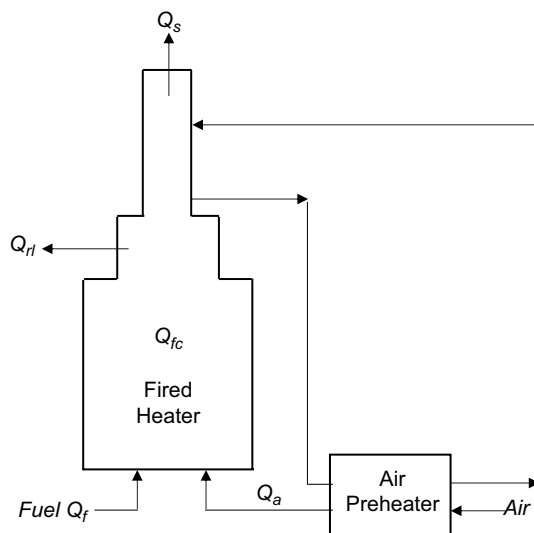 Qs
Qrl
Qfc
Fired
Heater
Air
Preheater
Qa
Fuel Qf
Air